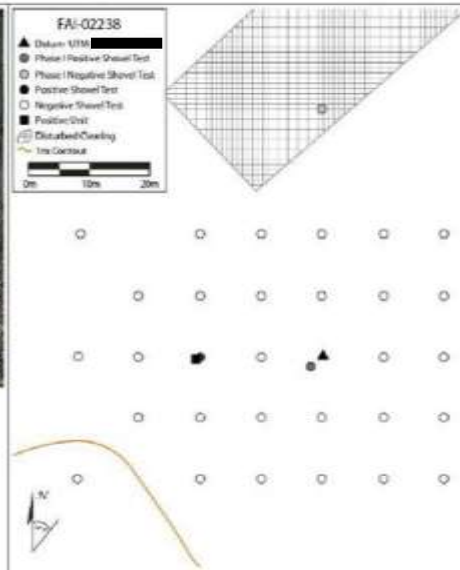 FAI-02238
Datum UTM
Phase I Positive Shovel Test
Phase I Negative Shovel Test
Positive Shovel Test
Negative Shovel Test
Positive Unit
Disturbed Clearing
1m Contour
0m 10m 20m
N